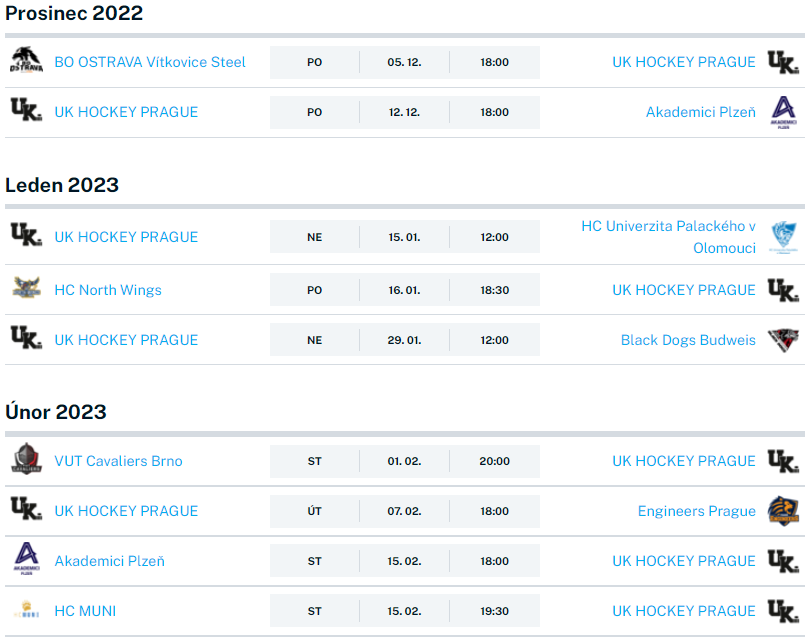 Prosinec 2022
BO OSTRAVA Vítkovice Steel PO 05. 12. 18:00 UK HOCKEY PRAGUE
UK HOCKEY PRAGUE PO 12. 12. 18:00 Akademici Plzeň
Leden 2023
UK HOCKEY PRAGUE NE 15. 01. 12:00 HC Univerzita Palackého v
Olomouci
HC North Wings PO 16. 01. 18:30 UK HOCKEY PRAGUE
UK HOCKEY PRAGUE NE 29. 01. 12:00 Black Dogs Budweis
Únor 2023
VUT Cavaliers Brno ST 01. 02. 20:00 UK HOCKEY PRAGUE
UK HOCKEY PRAGUE ÚT 07. 02. 18:00 Engineers Prague
Akademici Plzeň ST 15. 02. 18:00 UK HOCKEY PRAGUE
HC MUNI ST 15. 02. 19:30 UK HOCKEY PRAGUE